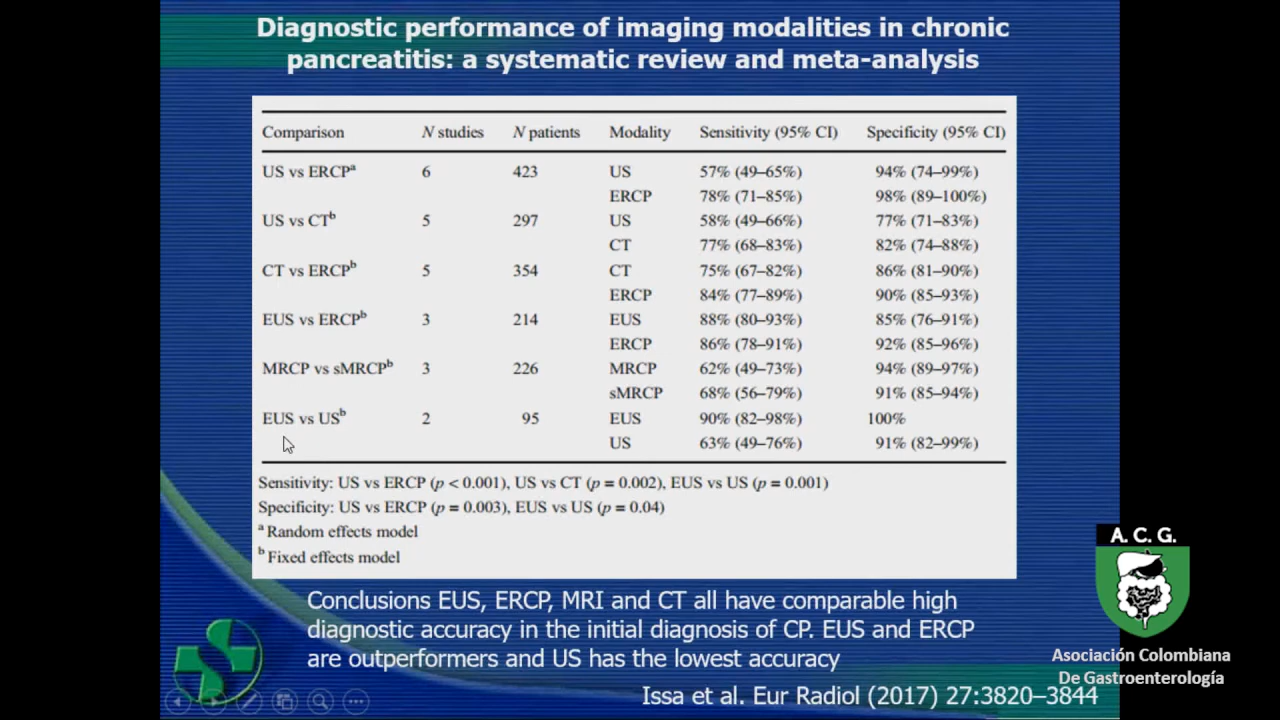 Diagnostic performance of imaging modalities in chronic
pancreatitis: a systematic review and meta-analysis
Comparison N studies N patients Modality Sensitivity (95% CI) Specificity (95% CI)
US vs ERCPᵃ 6 423 US 57% (49–65%) 94% (74–99%)
ERCP 78% (71–85%) 98% (89–100%)
US vs CTᵇ 5 297 US 58% (49–66%) 77% (71–83%)
CT 77% (68–83%) 82% (74–88%)
CT vs ERCPᵇ 5 354 CT 75% (67–82%) 86% (81–90%)
ERCP 84% (77–89%) 90% (85–93%)
EUS vs ERCPᵇ 3 214 EUS 88% (80–93%) 85% (76–91%)
ERCP 86% (78–91%) 92% (85–96%)
MRCP vs sMRCPᵇ 3 226 MRCP 62% (49–73%) 94% (89–97%)
sMRCP 68% (56–79%) 91% (85–94%)
EUS vs USᵇ 2 95 EUS 90% (82–98%) 100%
US 63% (49–76%) 91% (82–99%)
Sensitivity: US vs ERCP (p < 0.001), US vs CT (p = 0.002), EUS vs US (p = 0.001)
Specificity: US vs ERCP (p = 0.003), EUS vs US (p = 0.04)
ᵃ Random effects model
ᵇ Fixed effects model
Conclusions EUS, ERCP, MRI and CT all have comparable high
diagnostic accuracy in the initial diagnosis of CP. EUS and ERCP
are outperformers and US has the lowest accuracy
Issa et al. Eur Radiol (2017) 27:3820–3844
A. C. G.
Asociación Colombiana
De Gastroenterología